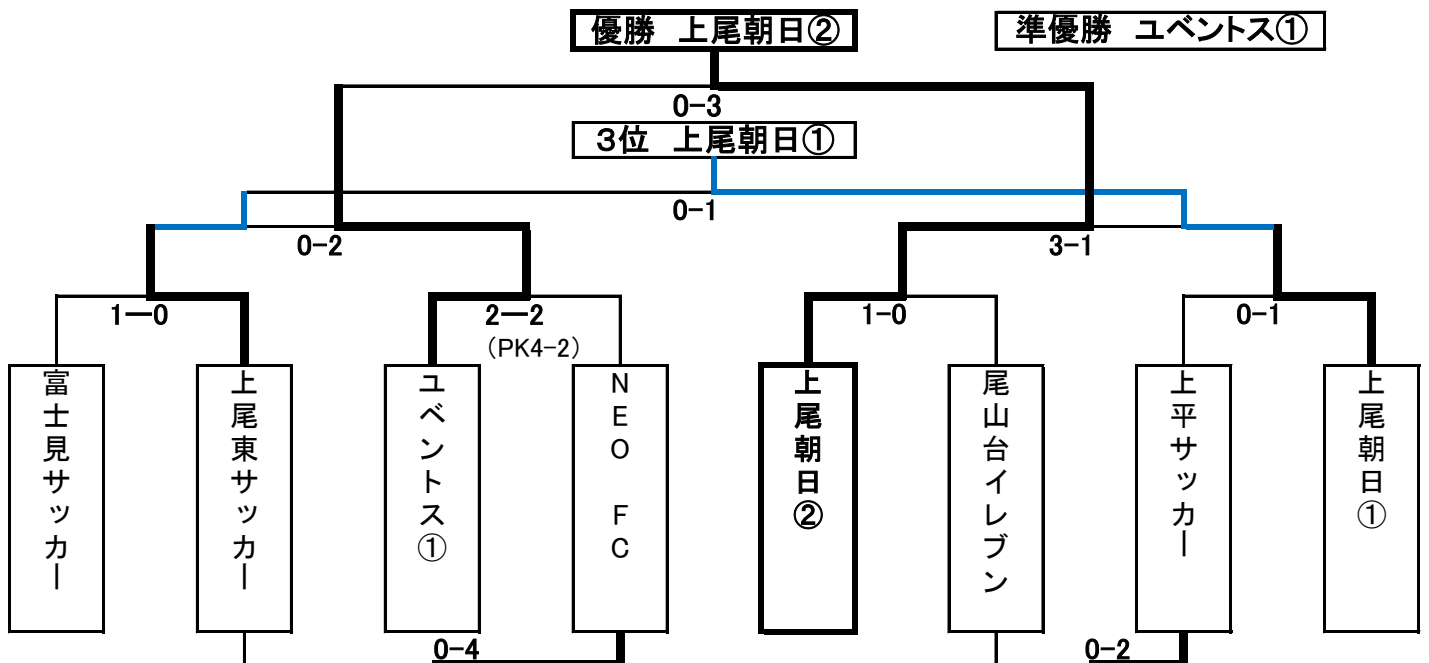 優勝 上尾朝日②
準優勝 ユベントス①
0-3
3位 上尾朝日①
0-1
0-2
3-1
1―0
2―2
1-0
0-1
(PK4-2)
富士見サッカー
上尾東サッカー
ユベントス①
NEO FC
上尾朝日②
尾山台イレブン
上平サッカー
上尾朝日①
0-4
0-2